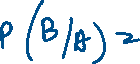 P(B/A) =